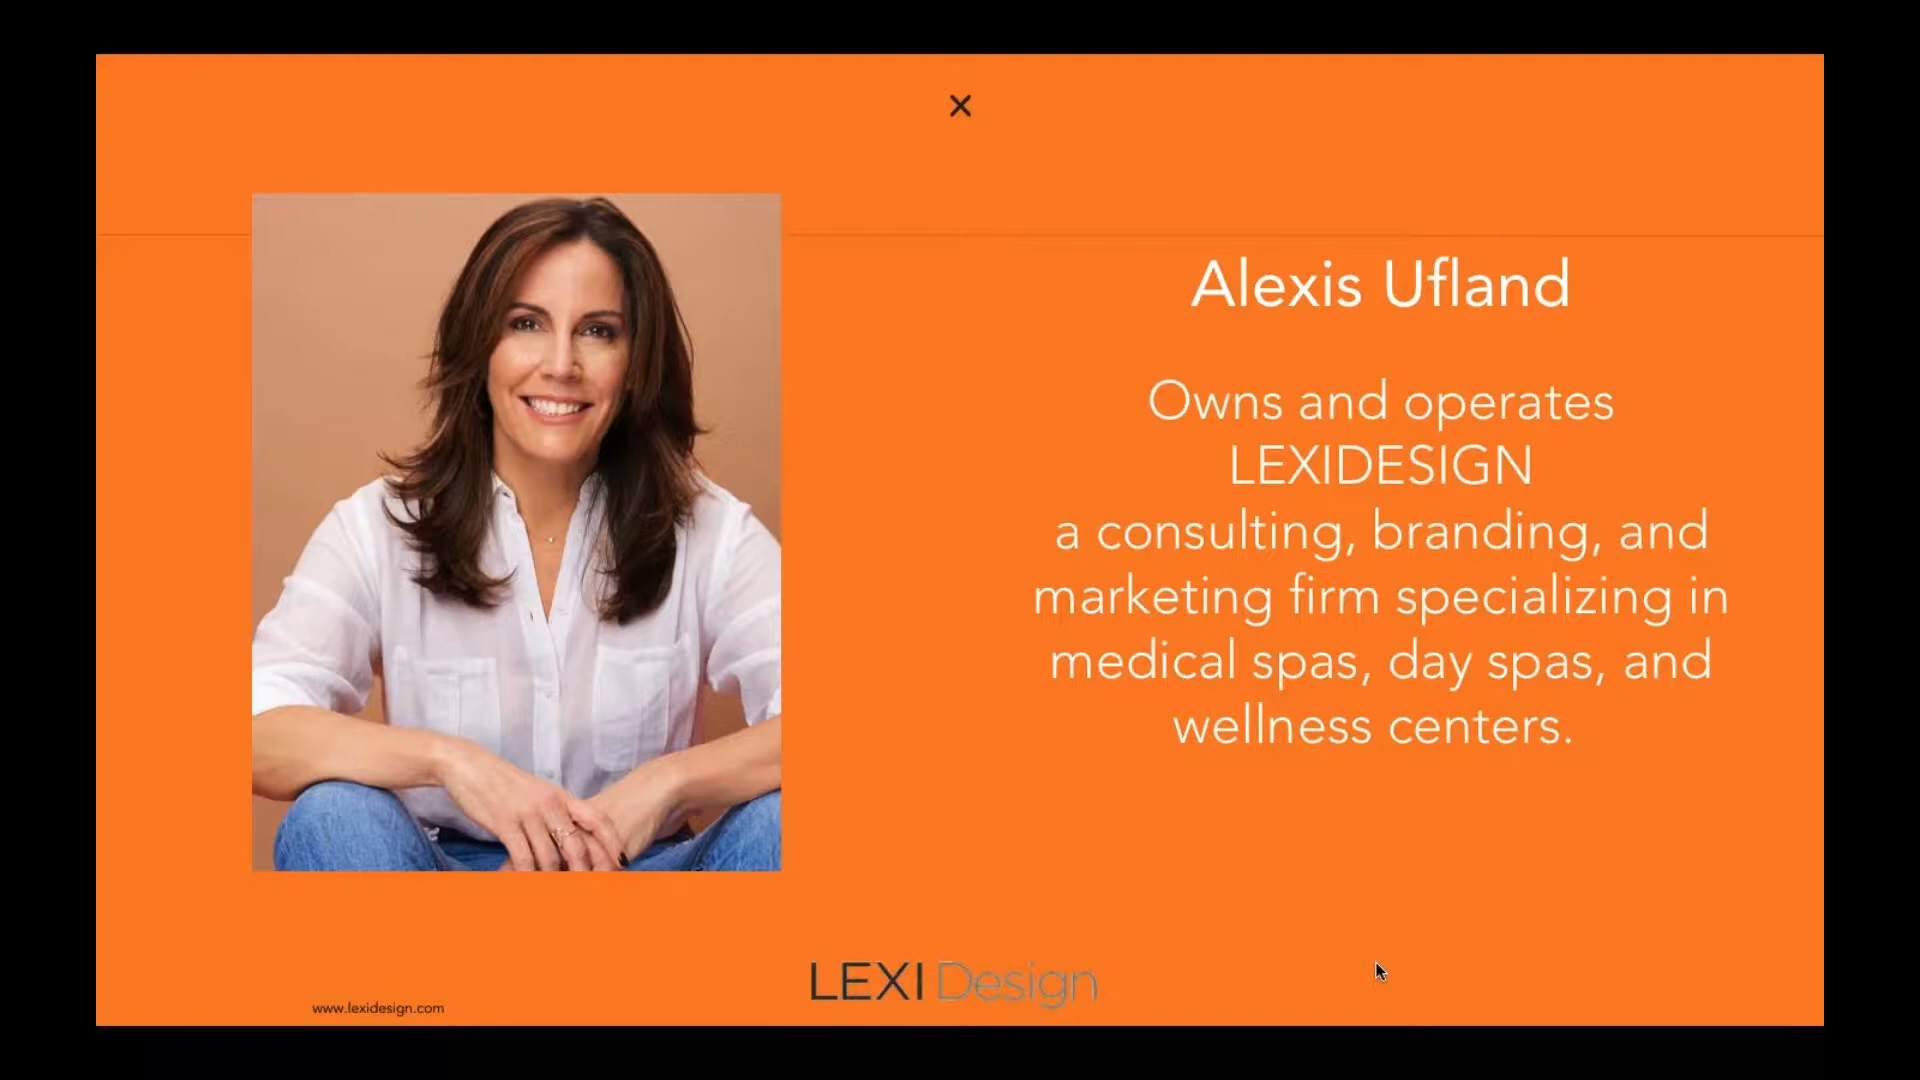 Alexis Ufland
Owns and operates
LEXIDESIGN
a consulting, branding, and
marketing firm specializing in
medical spas, day spas, and
wellness centers.
LEXI Design
www.lexidesign.com